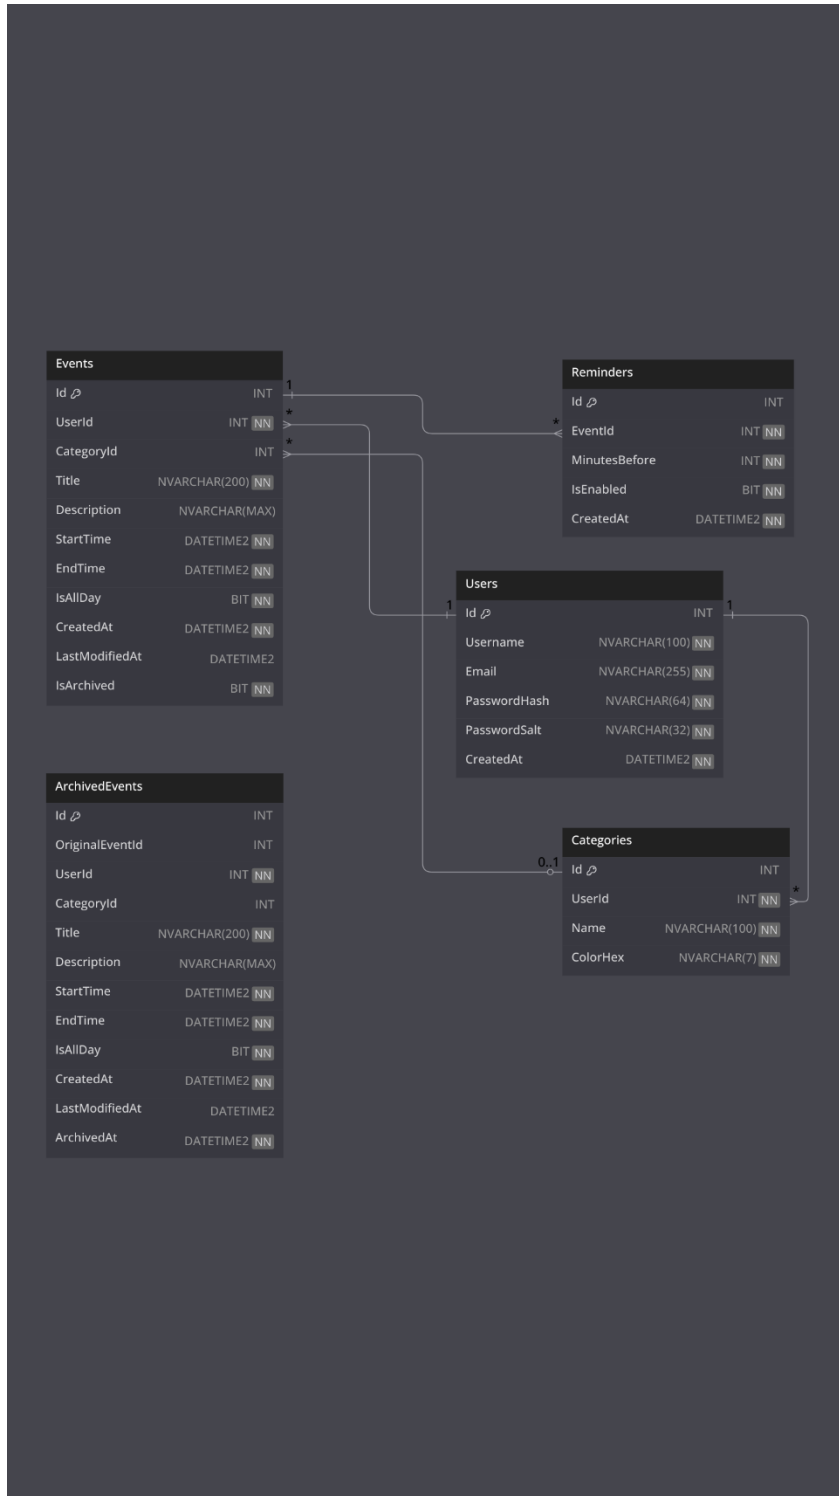 Events
Id INT
UserId INT NN
CategoryId INT
Title NVARCHAR(200) NN
Description NVARCHAR(MAX)
StartTime DATETIME2 NN
EndTime DATETIME2 NN
IsAllDay BIT NN
CreatedAt DATETIME2 NN
LastModifiedAt DATETIME2
IsArchived BIT NN
1
*
*
Reminders
Id INT
* EventId INT NN
MinutesBefore INT NN
IsEnabled BIT NN
CreatedAt DATETIME2 NN
Users
1 Id INT 1
Username NVARCHAR(100) NN
Email NVARCHAR(255) NN
PasswordHash NVARCHAR(64) NN
PasswordSalt NVARCHAR(32) NN
CreatedAt DATETIME2 NN
ArchivedEvents
Id INT
OriginalEventId INT
UserId INT NN
CategoryId INT
Title NVARCHAR(200) NN
Description NVARCHAR(MAX)
StartTime DATETIME2 NN
EndTime DATETIME2 NN
IsAllDay BIT NN
CreatedAt DATETIME2 NN
LastModifiedAt DATETIME2
ArchivedAt DATETIME2 NN
Categories
0..1 Id INT
UserId INT NN *
Name NVARCHAR(100) NN
ColorHex NVARCHAR(7) NN